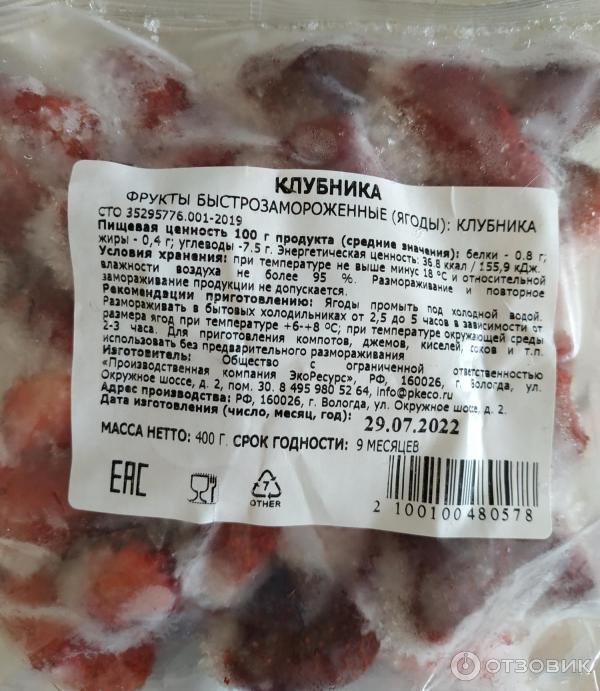 КЛУБНИКА
ФРУКТЫ БЫСТРОЗАМОРОЖЕННЫЕ (ЯГОДЫ): КЛУБНИКА
СТО 35295776.001-2019
Пищевая ценность 100 г продукта (средние значения): белки - 0,8 г;
жиры - 0,4 г; углеводы -7.5 г. Энергетическая ценность: 36,8 ккал / 155,9 кДж.
Условия хранения: при температуре не выше минус 18 °С и относительной
влажности воздуха не более 95 %. Размораживание и повторное
замораживание продукции не допускается.
Рекомендации приготовлению: Ягоды промыть под холодной водой.
Размораживать в бытовых холодильниках от 2,5 до 5 часов в зависимости от
размера ягод при температуре +6-+8 ºС; при температуре окружающей среды
2-3 часа. Для приготовления компотов, джемов, киселей, соков и т.п.
использовать без предварительного размораживания
Изготовитель: Общество с ограниченной ответственностью
«Производственная компания ЭкоРесурс», РФ, 160026, г. Вологда, ул.
Окружное шоссе, д. 2, пом. 30. 8 495 980 52 64, info@pkeco.ru
Адрес производства: РФ, 160026, г. Вологда, ул. Окружное шоссе, д. 2.
Дата изготовления (число, месяц, год): 29.07.2022
МАССА НЕТТО: 400 Г. СРОК ГОДНОСТИ: 9 МЕСЯЦЕВ
EAC
7
OTHER
2 100100 480578
ОТЗОВИК